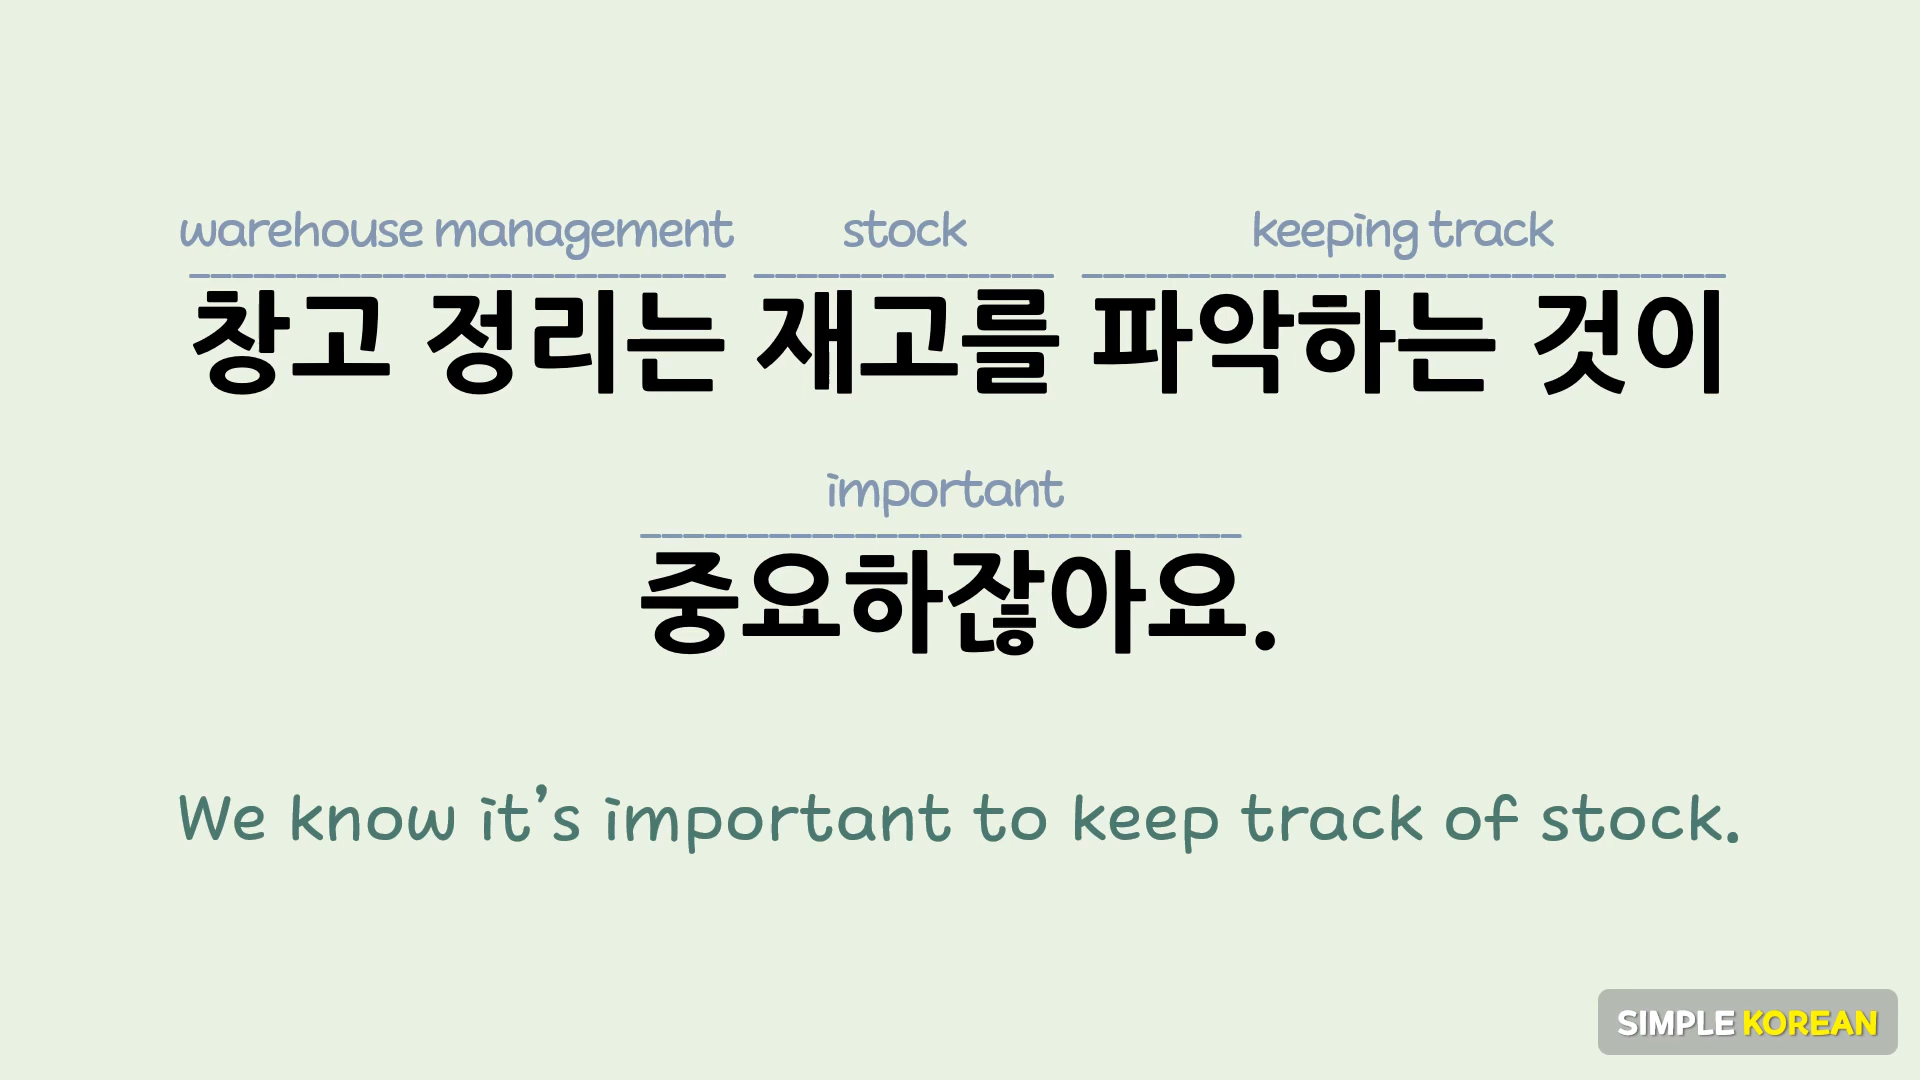 warehouse management stock keeping track
창고 정리는 재고를 파악하는 것이
important
중요하잖아요.
We know it's important to keep track of stock.
SIMPLE KOREAN